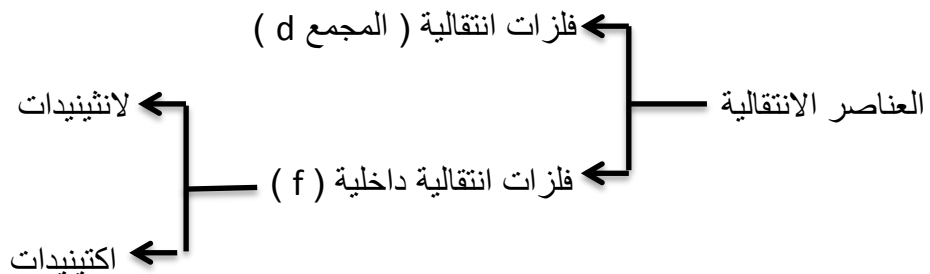 فلزات انتقالية ( المجمع d )
العناصر الانتقالية
لانثينيدات
فلزات انتقالية داخلية ( f )
اكتينيدات